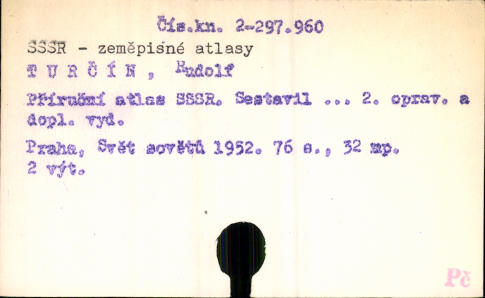 Čís.kn. 2-297.960
SSSR - zeměpisné atlasy
T U R Č Í N , Rudolf
Příruční atlas SSSR. Sestavil ... 2. oprav. a
dopl. vyd.
Praha, Svět sovětů 1952. 76 s., 32 mp.
2 výt.
Pč